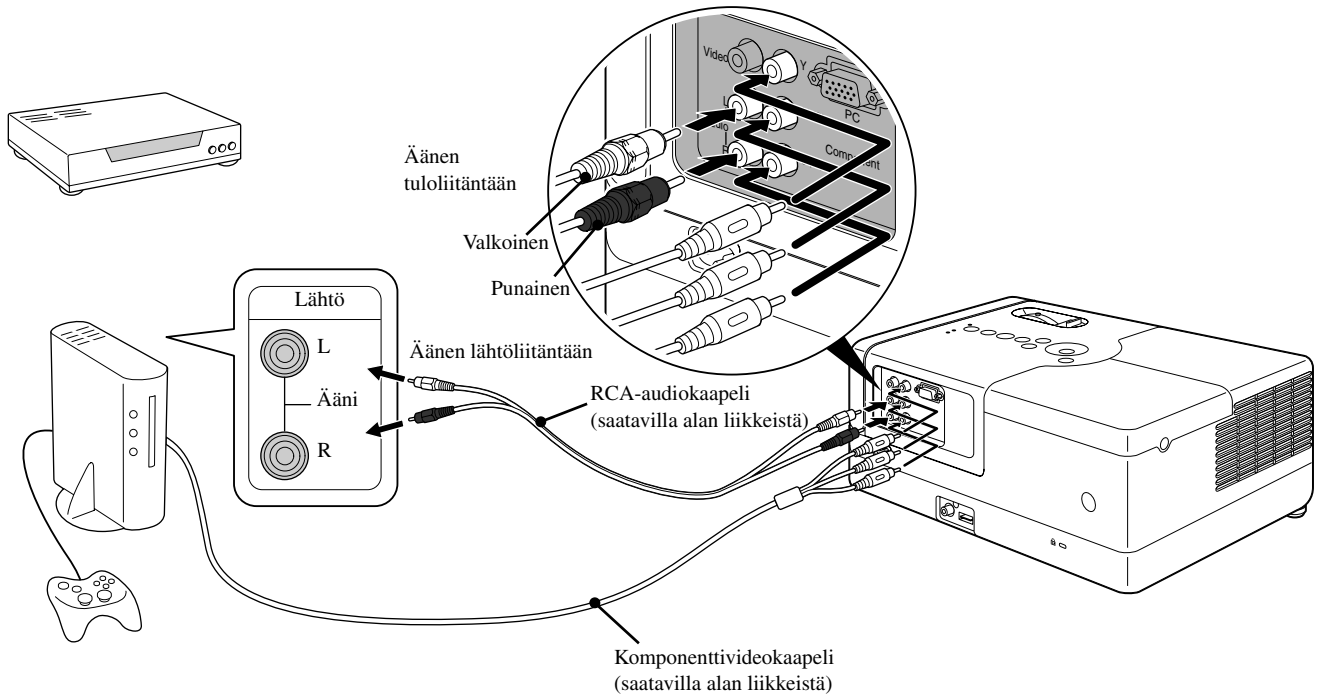 Video
Y
L
PC
R
Component
Äänen
tuloliitäntään
Valkoinen
Punainen
Lähtö
L
Ääni
R
Äänen lähtöliitäntään
RCA-audiokaapeli
(saatavilla alan liikkeistä)
Komponenttivideokaapeli
(saatavilla alan liikkeistä)